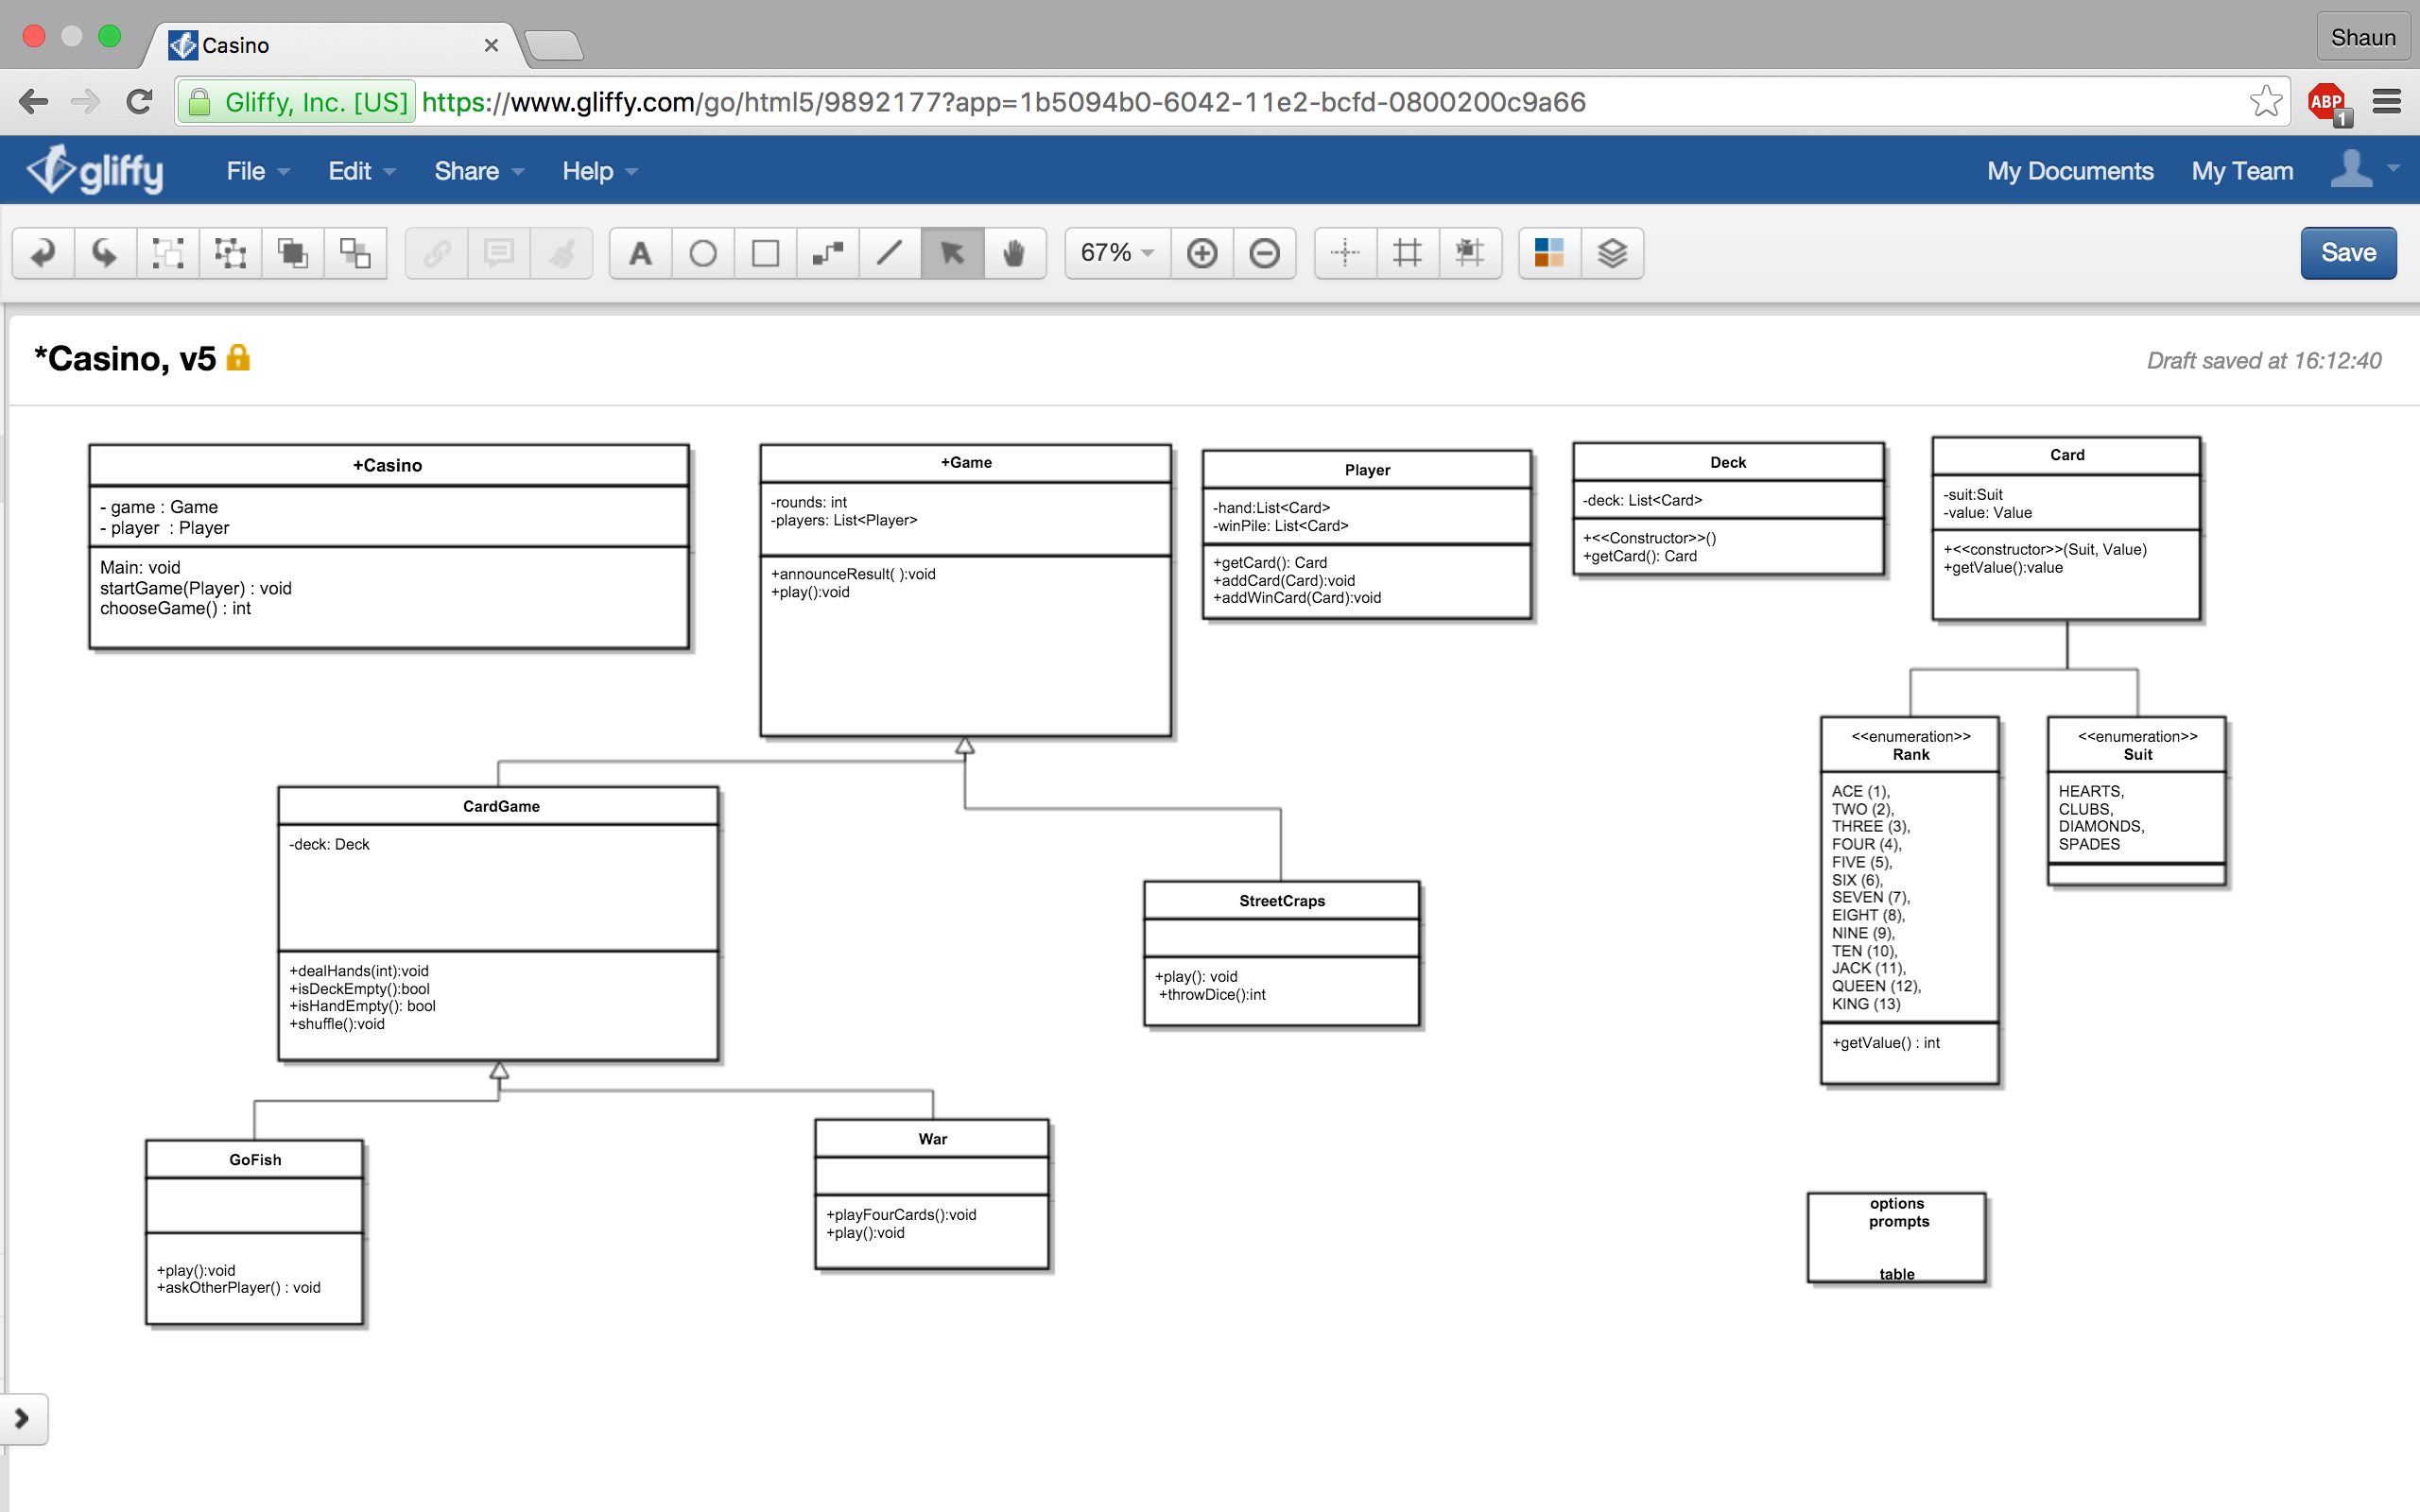 Casino
Shaun
Gliffy, Inc. [US] https://www.gliffy.com/go/html5/9892177?app=1b5094b0-6042-11e2-bcfd-0800200c9a66
ABP
1
gliffy
File
Edit
Share
Help
My Documents
My Team
A
67%
Save
*Casino, v5
Draft saved at 16:12:40
+Casino
- game : Game
- player : Player
Main: void
startGame(Player) : void
chooseGame() : int
+Game
-rounds: int
-players: List<Player>
+announceResult( ):void
+play():void
Player
-hand:List<Card>
-winPile: List<Card>
+getCard(): Card
+addCard(Card):void
+addWinCard(Card):void
Deck
-deck: List<Card>
+<<Constructor>>()
+getCard(): Card
Card
-suit:Suit
-value: Value
+<<constructor>>(Suit, Value)
+getValue():value
<<enumeration>>
Rank
ACE (1),
TWO (2),
THREE (3),
FOUR (4),
FIVE (5),
SIX (6),
SEVEN (7),
EIGHT (8),
NINE (9),
TEN (10),
JACK (11),
QUEEN (12),
KING (13)
+getValue() : int
<<enumeration>>
Suit
HEARTS,
CLUBS,
DIAMONDS,
SPADES
CardGame
-deck: Deck
+dealHands(int):void
+isDeckEmpty():bool
+isHandEmpty(): bool
+shuffle():void
StreetCraps
+play(): void
+throwDice():int
GoFish
+play():void
+askOtherPlayer() : void
War
+playFourCards():void
+play():void
options
prompts
table